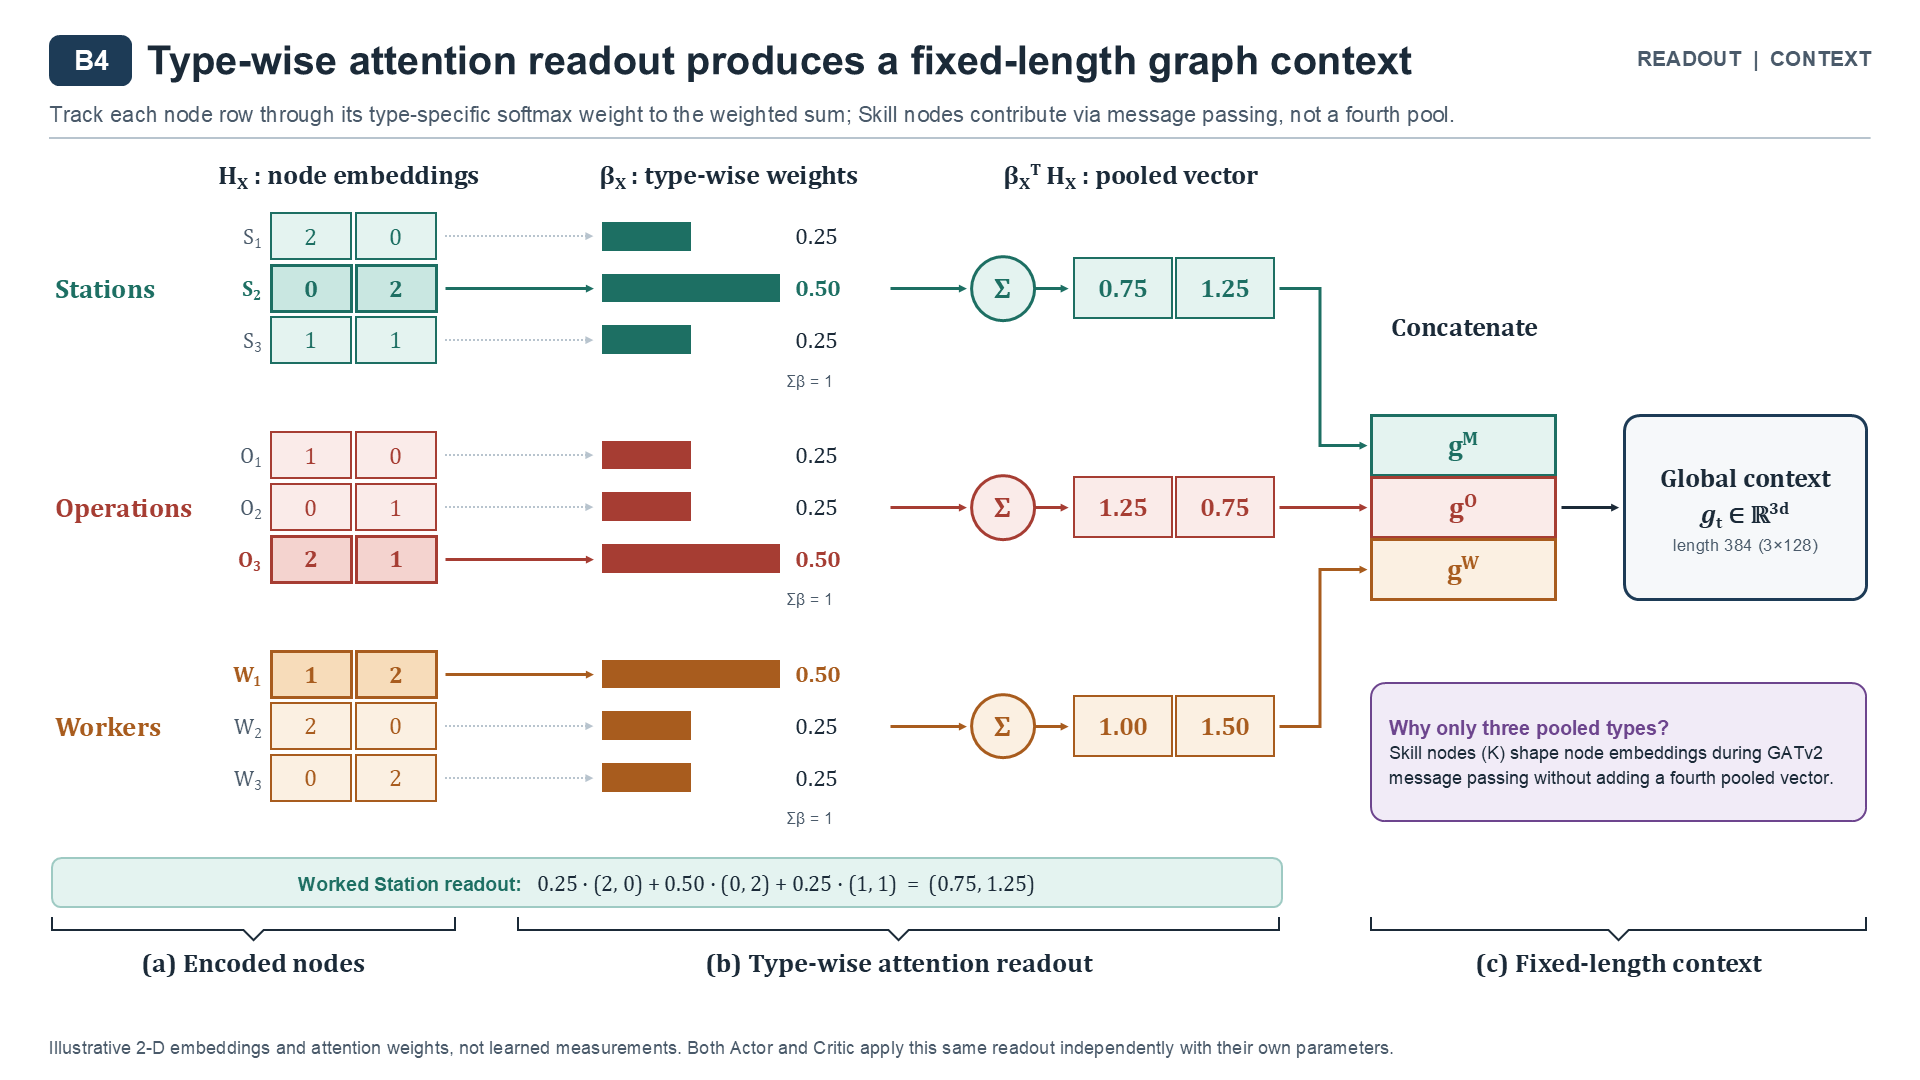 B4 Type-wise attention readout produces a fixed-length graph context
READOUT | CONTEXT
Track each node row through its type-specific softmax weight to the weighted sum; Skill nodes contribute via message passing, not a fourth pool.
H_X : node embeddings
β_X : type-wise weights
β_X^T H_X : pooled vector
Stations
S₁ 2 0 0.25
S₂ 0 2 0.50
S₃ 1 1 0.25
Σβ = 1
Σ 0.75 1.25
Operations
O₁ 1 0 0.25
O₂ 0 1 0.25
O₃ 2 1 0.50
Σβ = 1
Σ 1.25 0.75
Workers
W₁ 1 2 0.50
W₂ 2 0 0.25
W₃ 0 2 0.25
Σβ = 1
Σ 1.00 1.50
Concatenate
g^M
g^O
g^W
Global context
g_t ∈ ℝ^3d
length 384 (3×128)
Why only three pooled types?
Skill nodes (K) shape node embeddings during GATv2
message passing without adding a fourth pooled vector.
Worked Station readout: 0.25 · (2, 0) + 0.50 · (0, 2) + 0.25 · (1, 1) = (0.75, 1.25)
(a) Encoded nodes
(b) Type-wise attention readout
(c) Fixed-length context
Illustrative 2-D embeddings and attention weights, not learned measurements. Both Actor and Critic apply this same readout independently with their own parameters.